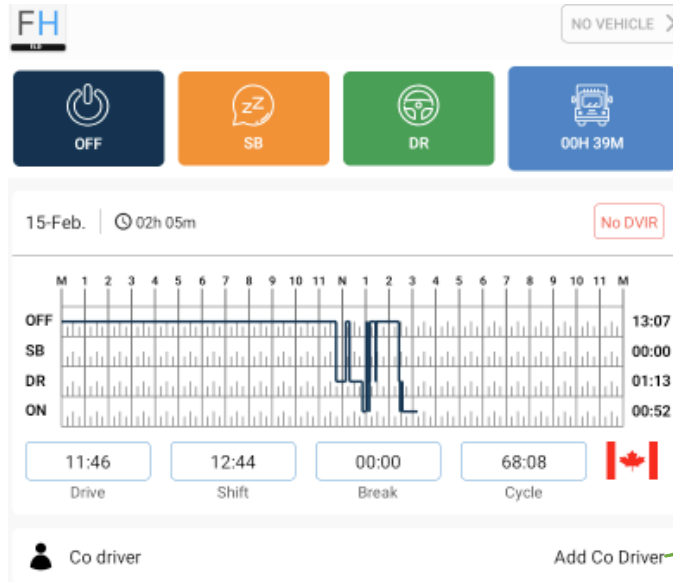 FH
ELD
NO VEHICLE
OFF
SB
DR
00H 39M
15-Feb.
02h 05m
No DVIR
M 1 2 3 4 5 6 7 8 9 10 11 N 1 2 3 4 5 6 7 8 9 10 11 M
OFF 13:07
SB 00:00
DR 01:13
ON 00:52
11:46 12:44 00:00 68:08
Drive Shift Break Cycle
Co driver Add Co Driver